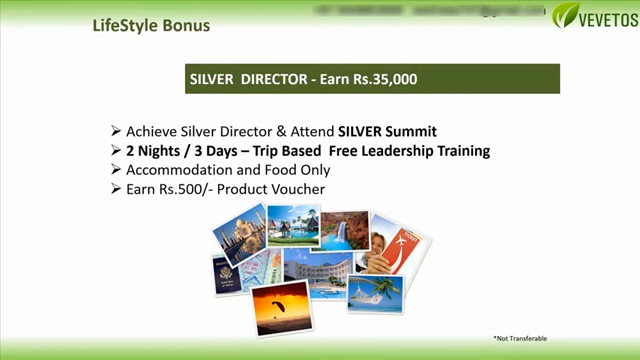 LifeStyle Bonus
VEVETOS
SILVER DIRECTOR - Earn Rs.35,000
➢ Achieve Silver Director & Attend SILVER Summit
➢ 2 Nights / 3 Days – Trip Based Free Leadership Training
➢ Accommodation and Food Only
➢ Earn Rs.500/- Product Voucher
TICKET
*Not Transferable